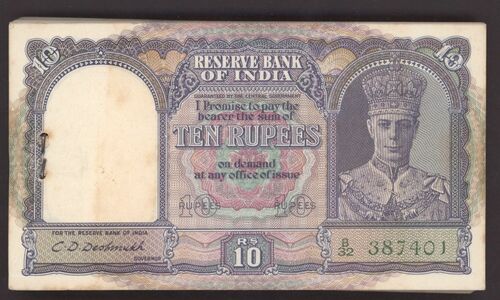 10 RESERVE BANK 10
OF INDIA
GUARANTEED BY THE CENTRAL GOVERNMENT
I Promise to pay the
bearer the sum of
TEN RUPEES
on demand
at any office of issue
RUPEES RUPEES
10 10
FOR THE RESERVE BANK OF INDIA
C. D. Deshmukh
GOVERNOR
RS
10
B/32 387401